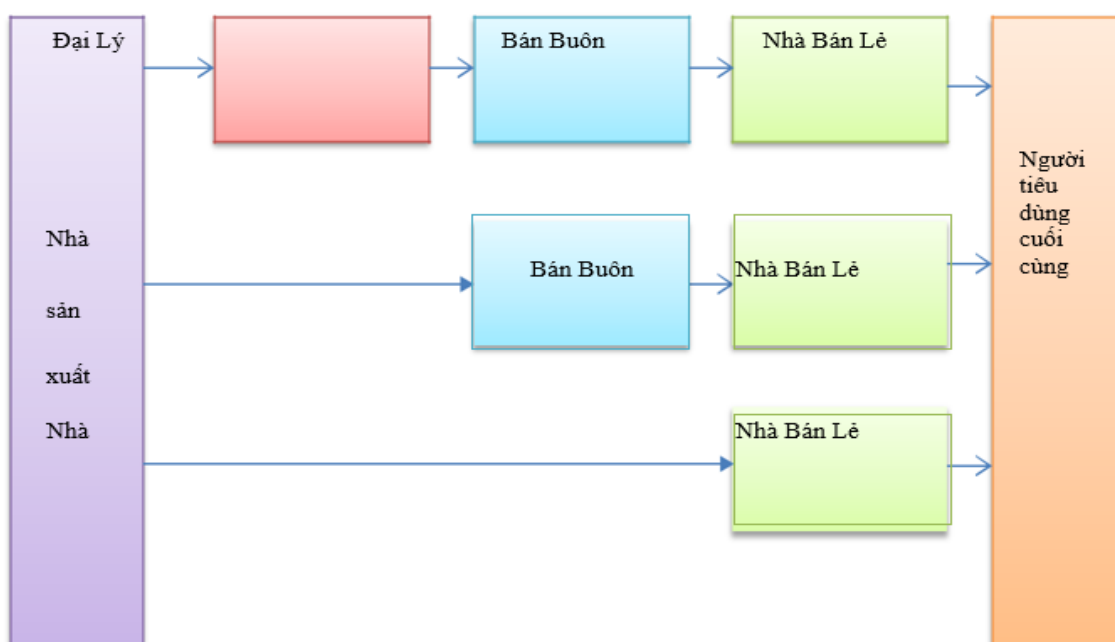 Đại Lý
Bán Buôn
Nhà Bán Lẻ
Người
tiêu
dùng
cuối
cùng
Nhà
sản
xuất
Nhà
Bán Buôn
Nhà Bán Lẻ
Nhà Bán Lẻ